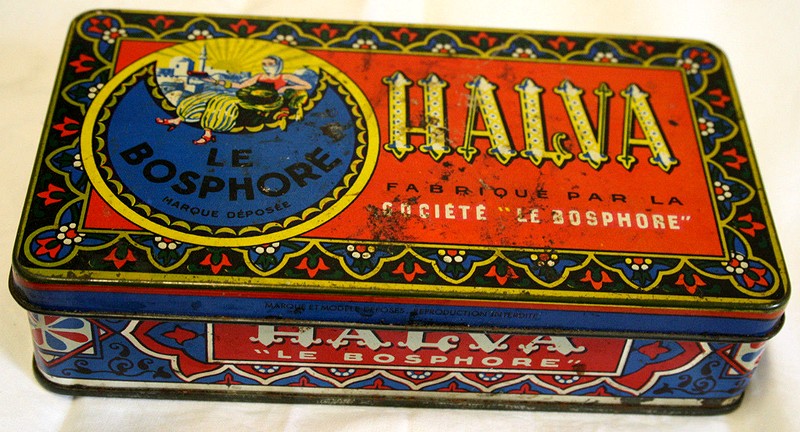 LE
BOSPHORE
MARQUE DÉPOSÉE
HALVA
FABRIQUÉ PAR LA
SOCIÉTÉ "LE BOSPHORE"
MARQUE ET MODÈLE DÉPOSÉS - REPRODUCTION INTERDITE
HALVA
"LE BOSPHORE"